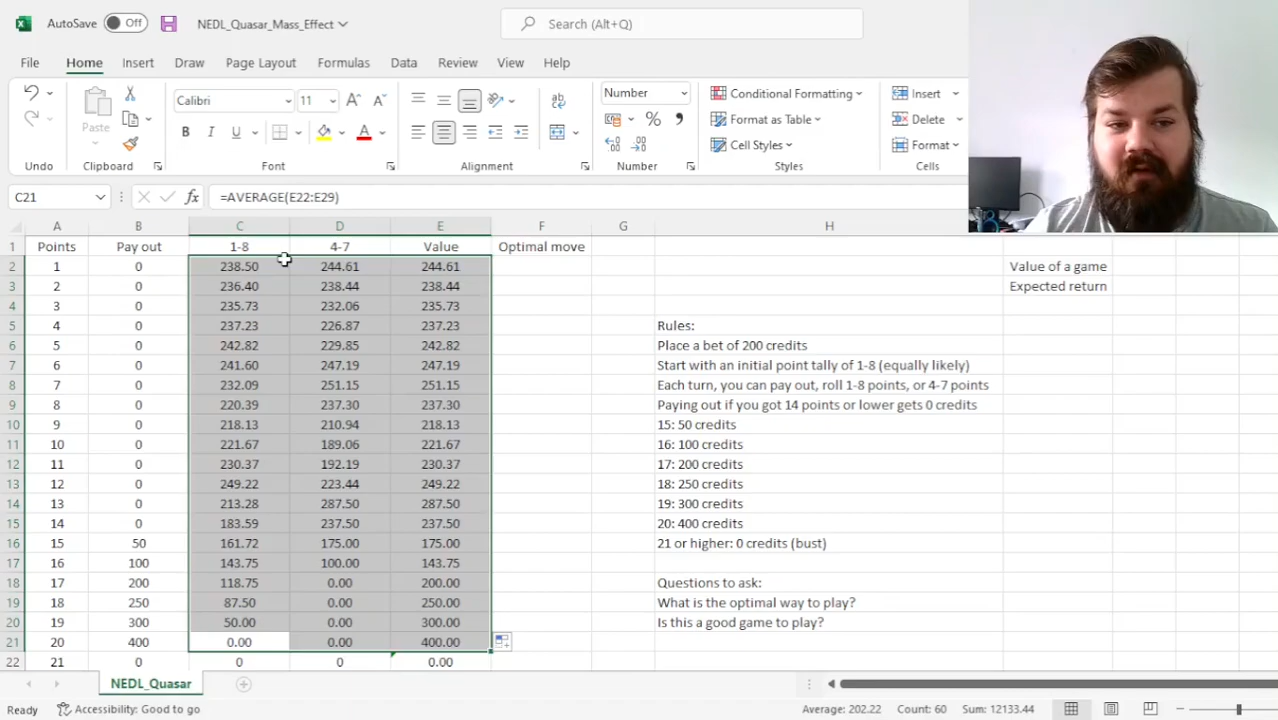 AutoSave Off NEDL_Quasar_Mass_Effect Search (Alt+Q)
File Home Insert Draw Page Layout Formulas Data Review View Help
Calibri 11 A A Number Conditional Formatting Insert
Paste B I U A % , Format as Table Delete
Cell Styles Format
Undo Clipboard Font Alignment Number Styles Cells
C21 fx =AVERAGE(E22:E29)
A B C D E F G H
1 Points Pay out 1-8 4-7 Value Optimal move
2 1 0 238.50 244.61 244.61 Value of a game
3 2 0 236.40 238.44 238.44 Expected return
4 3 0 235.73 232.06 235.73
5 4 0 237.23 226.87 237.23 Rules:
6 5 0 242.82 229.85 242.82 Place a bet of 200 credits
7 6 0 241.60 247.19 247.19 Start with an initial point tally of 1-8 (equally likely)
8 7 0 232.09 251.15 251.15 Each turn, you can pay out, roll 1-8 points, or 4-7 points
9 8 0 220.39 237.30 237.30 Paying out if you got 14 points or lower gets 0 credits
10 9 0 218.13 210.94 218.13 15: 50 credits
11 10 0 221.67 189.06 221.67 16: 100 credits
12 11 0 230.37 192.19 230.37 17: 200 credits
13 12 0 249.22 223.44 249.22 18: 250 credits
14 13 0 213.28 287.50 287.50 19: 300 credits
15 14 0 183.59 237.50 237.50 20: 400 credits
16 15 50 161.72 175.00 175.00 21 or higher: 0 credits (bust)
17 16 100 143.75 100.00 143.75
18 17 200 118.75 0.00 200.00 Questions to ask:
19 18 250 87.50 0.00 250.00 What is the optimal way to play?
20 19 300 50.00 0.00 300.00 Is this a good game to play?
21 20 400 0.00 0.00 400.00
22 21 0 0 0 0.00
NEDL_Quasar
Ready Accessibility: Good to go Average: 202.22 Count: 60 Sum: 12133.44